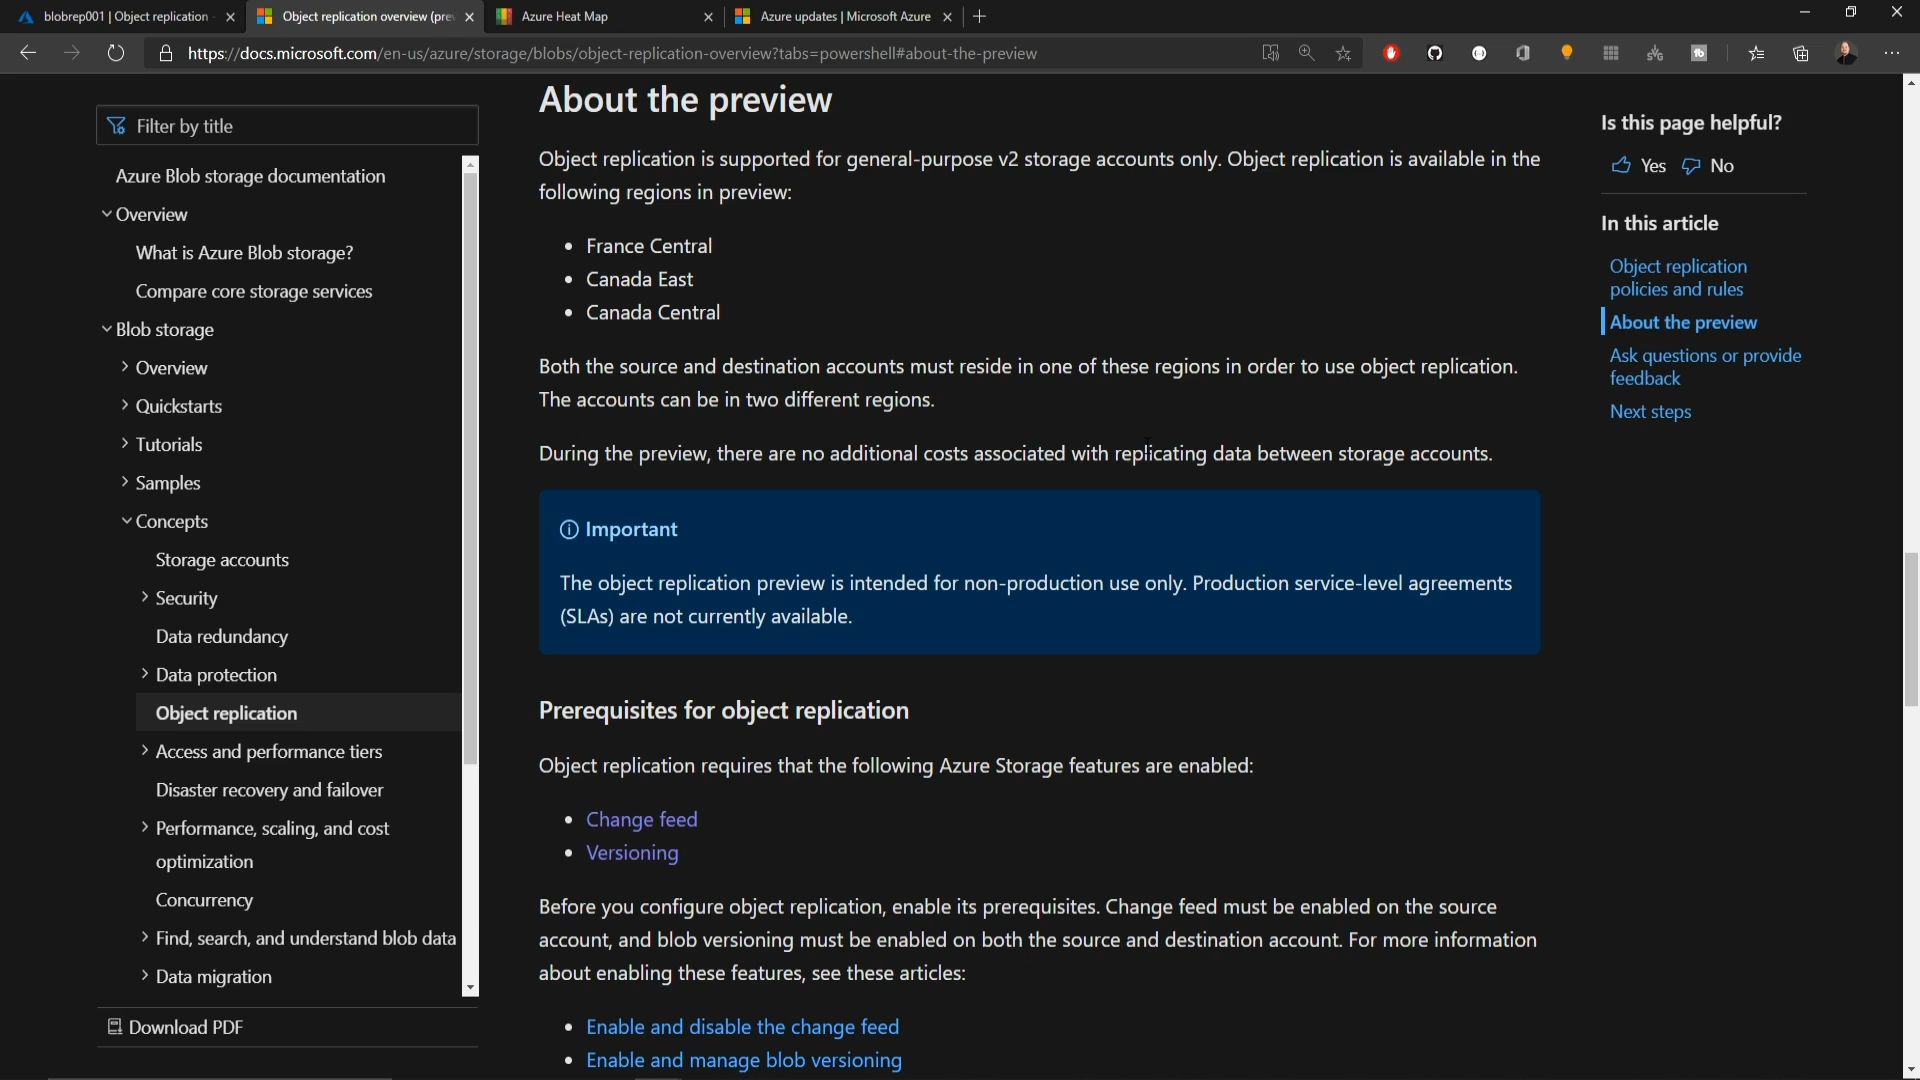 blobrep001 | Object replication
Object replication overview (pre
Azure Heat Map
Azure updates | Microsoft Azure
https://docs.microsoft.com/en-us/azure/storage/blobs/object-replication-overview?tabs=powershell#about-the-preview
Filter by title
Azure Blob storage documentation
Overview
What is Azure Blob storage?
Compare core storage services
Blob storage
Overview
Quickstarts
Tutorials
Samples
Concepts
Storage accounts
Security
Data redundancy
Data protection
Object replication
Access and performance tiers
Disaster recovery and failover
Performance, scaling, and cost
optimization
Concurrency
Find, search, and understand blob data
Data migration
Download PDF
About the preview
Object replication is supported for general-purpose v2 storage accounts only. Object replication is available in the
following regions in preview:
• France Central
• Canada East
• Canada Central
Both the source and destination accounts must reside in one of these regions in order to use object replication.
The accounts can be in two different regions.
During the preview, there are no additional costs associated with replicating data between storage accounts.
Important
The object replication preview is intended for non-production use only. Production service-level agreements
(SLAs) are not currently available.
Prerequisites for object replication
Object replication requires that the following Azure Storage features are enabled:
• Change feed
• Versioning
Before you configure object replication, enable its prerequisites. Change feed must be enabled on the source
account, and blob versioning must be enabled on both the source and destination account. For more information
about enabling these features, see these articles:
• Enable and disable the change feed
• Enable and manage blob versioning
Is this page helpful?
Yes No
In this article
Object replication
policies and rules
About the preview
Ask questions or provide
feedback
Next steps